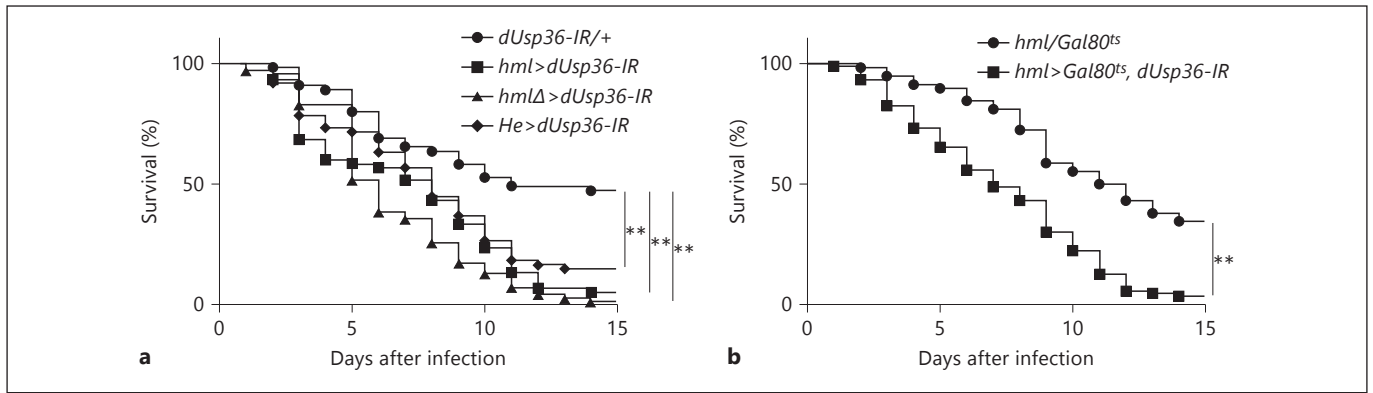 dUsp36-IR/+
hml>dUsp36-IR
hmlΔ>dUsp36-IR
He>dUsp36-IR
100
50
0
Survival (%)
**
**
**
0
5
10
15
a
Days after infection
hml/Gal80ts
hml>Gal80ts, dUsp36-IR
100
50
0
Survival (%)
**
0
5
10
15
b
Days after infection